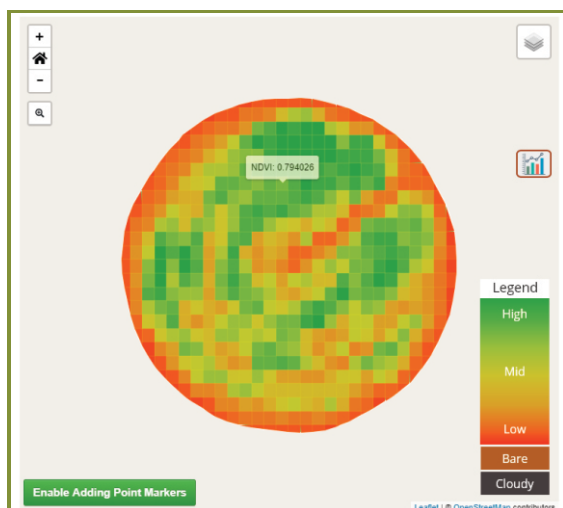 +
−
NDVI: 0.794026
Legend
High
Mid
Low
Bare
Cloudy
Enable Adding Point Markers
Leaflet | © OpenStreetMap contributors